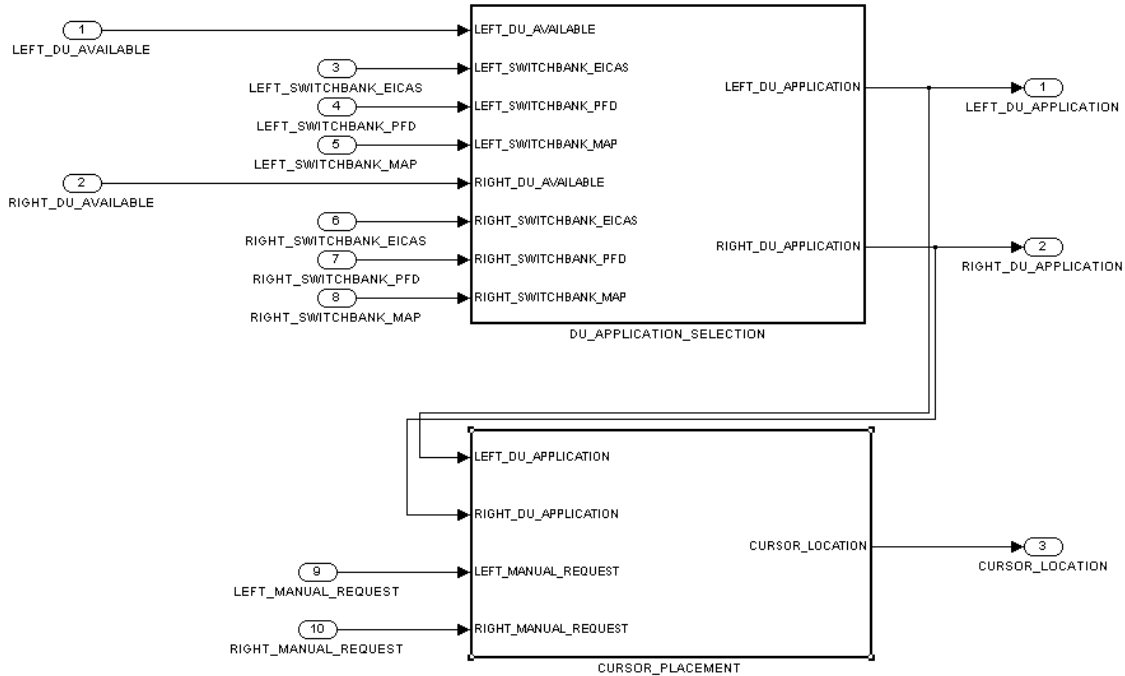 1
LEFT_DU_AVAILABLE
LEFT_DU_AVAILABLE
3
LEFT_SWITCHBANK_EICAS
LEFT_SWITCHBANK_EICAS
4
LEFT_SWITCHBANK_PFD
LEFT_SWITCHBANK_PFD
5
LEFT_SWITCHBANK_MAP
LEFT_SWITCHBANK_MAP
2
RIGHT_DU_AVAILABLE
RIGHT_DU_AVAILABLE
6
RIGHT_SWITCHBANK_EICAS
RIGHT_SWITCHBANK_EICAS
7
RIGHT_SWITCHBANK_PFD
RIGHT_SWITCHBANK_PFD
8
RIGHT_SWITCHBANK_MAP
RIGHT_SWITCHBANK_MAP
LEFT_DU_APPLICATION
1
LEFT_DU_APPLICATION
RIGHT_DU_APPLICATION
2
RIGHT_DU_APPLICATION
DU_APPLICATION_SELECTION
LEFT_DU_APPLICATION
RIGHT_DU_APPLICATION
9
LEFT_MANUAL_REQUEST
LEFT_MANUAL_REQUEST
10
RIGHT_MANUAL_REQUEST
RIGHT_MANUAL_REQUEST
CURSOR_LOCATION
3
CURSOR_LOCATION
CURSOR_PLACEMENT